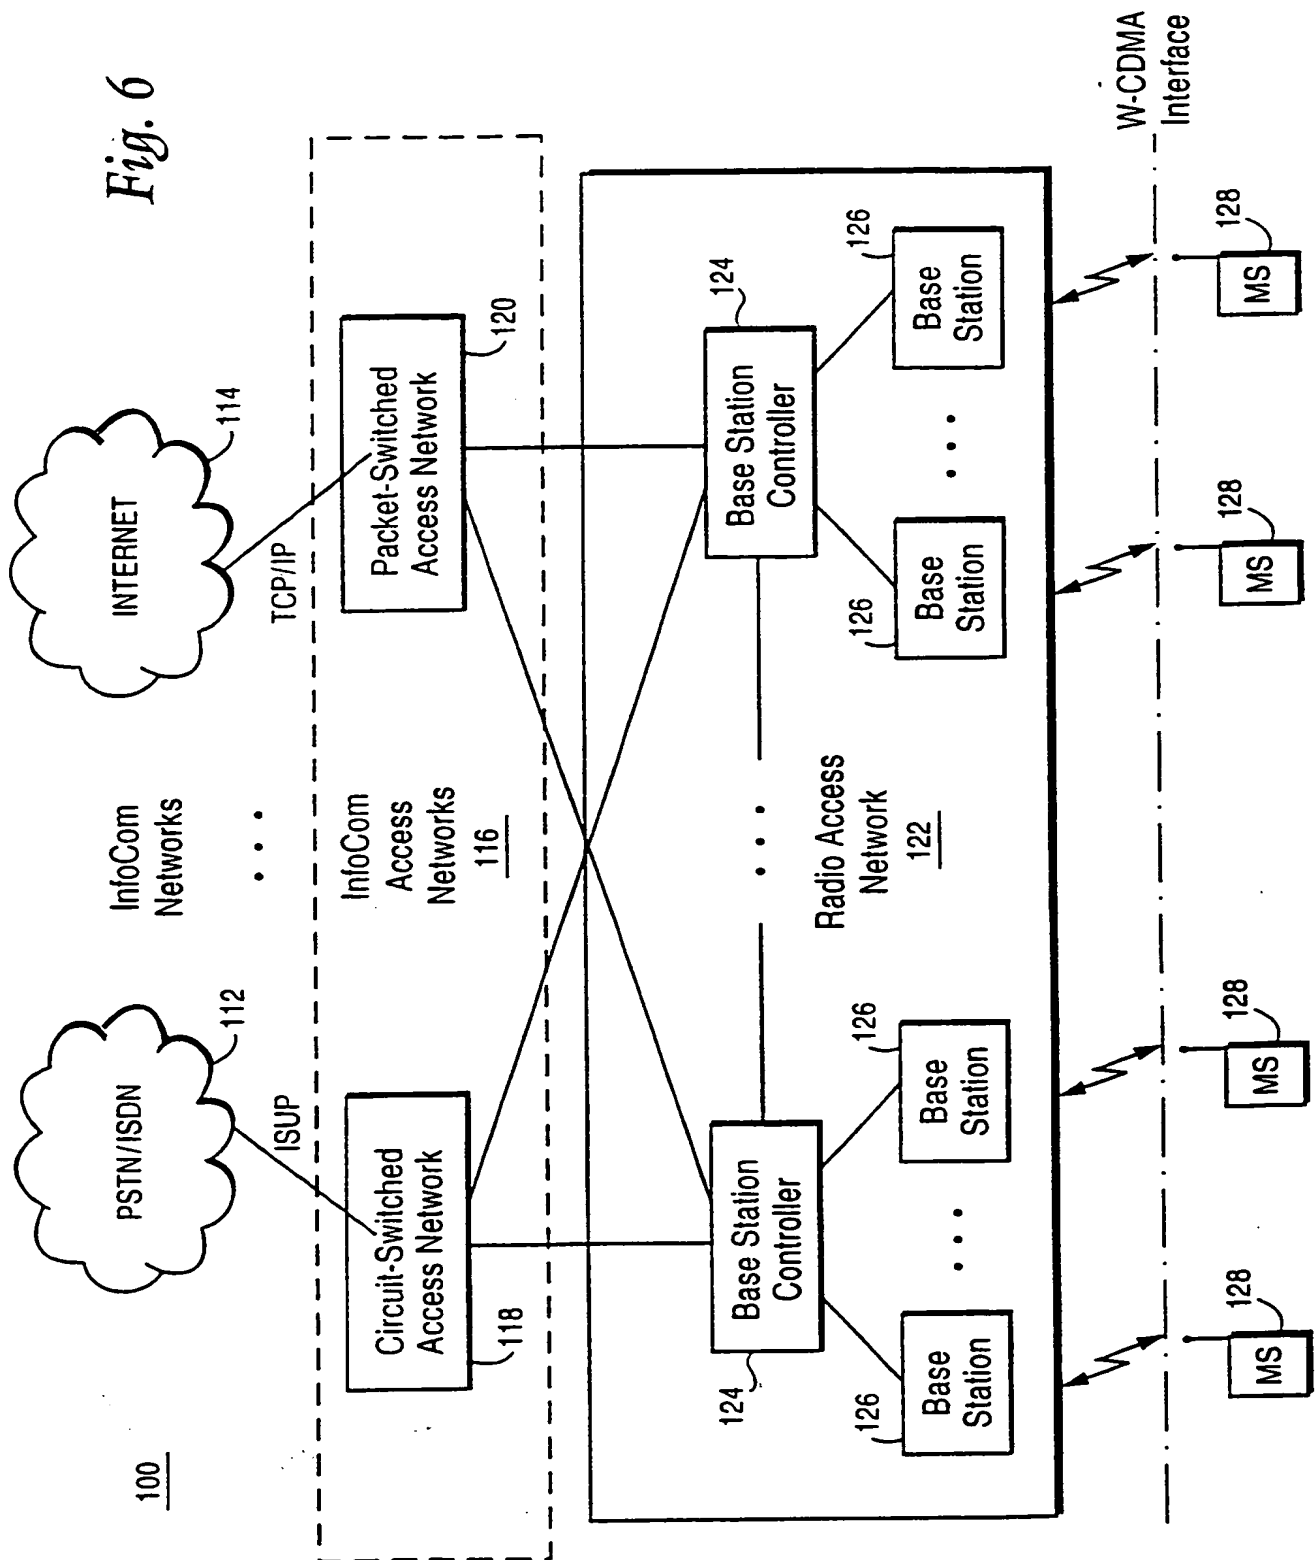 Fig. 6
100
InfoCom
Networks
PSTN/ISDN
112
INTERNET
114
ISUP
TCP/IP
InfoCom
Access
Networks
116
Circuit-Switched
Access Network
118
Packet-Switched
Access Network
120
Base Station
Controller
124
Base Station
Controller
124
Radio Access
Network
122
Base
Station
126
Base
Station
126
Base
Station
126
Base
Station
126
W-CDMA
Interface
MS
128
MS
128
MS
128
MS
128